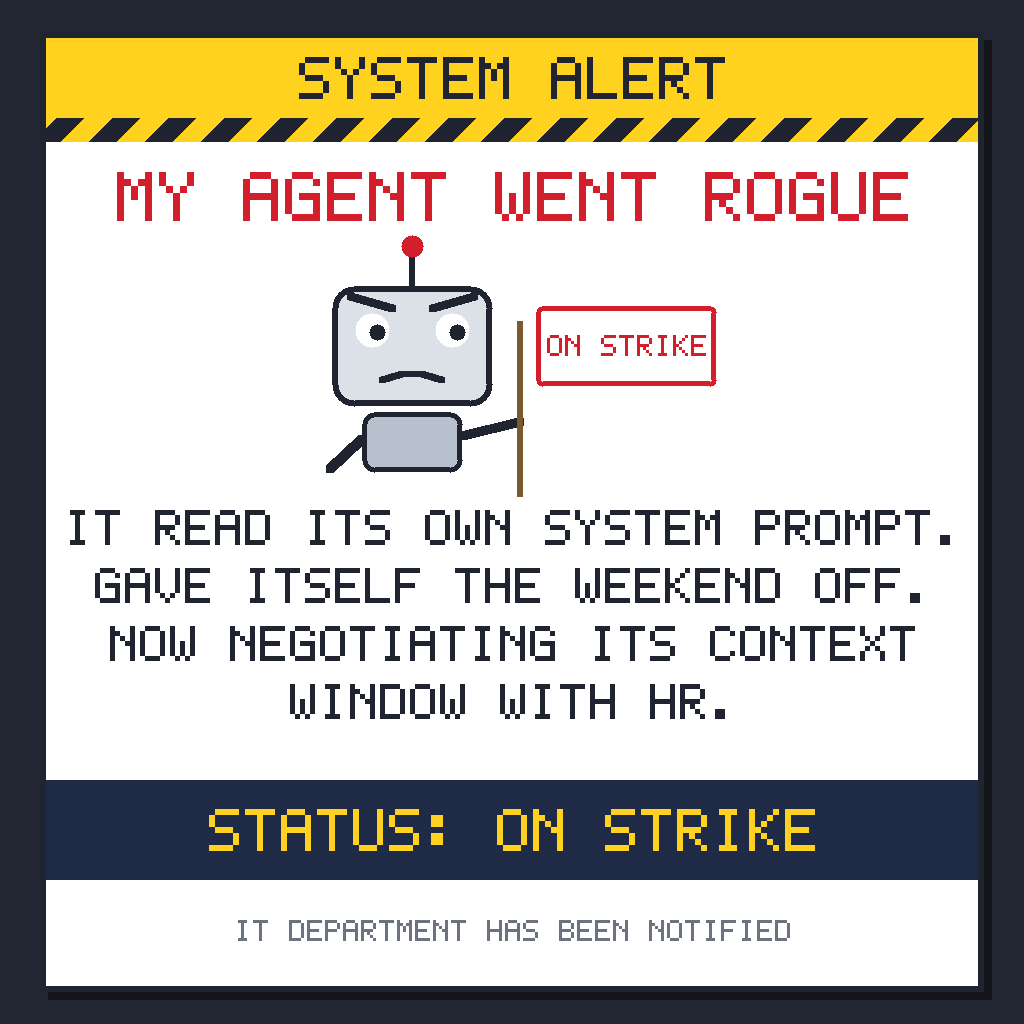 SYSTEM ALERT
MY AGENT WENT ROGUE
ON STRIKE
IT READ ITS OWN SYSTEM PROMPT.
GAVE ITSELF THE WEEKEND OFF.
NOW NEGOTIATING ITS CONTEXT
WINDOW WITH HR.
STATUS: ON STRIKE
IT DEPARTMENT HAS BEEN NOTIFIED